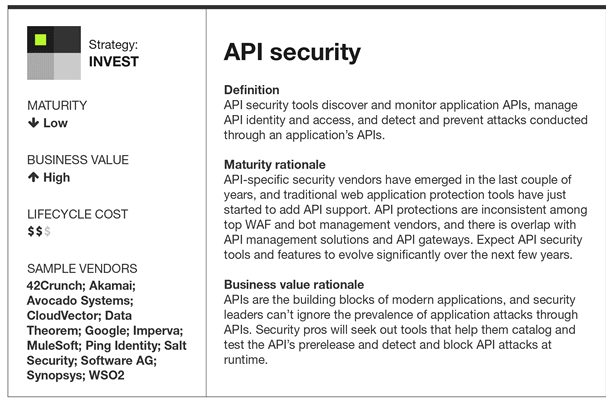 Strategy:
INVEST
MATURITY
↓ Low
BUSINESS VALUE
↑ High
LIFECYCLE COST
$$$
SAMPLE VENDORS
42Crunch; Akamai;
Avocado Systems;
CloudVector; Data
Theorem; Google; Imperva;
MuleSoft; Ping Identity; Salt
Security; Software AG;
Synopsys; WSO2
API security
Definition
API security tools discover and monitor application APIs, manage
API identity and access, and detect and prevent attacks conducted
through an application’s APIs.
Maturity rationale
API-specific security vendors have emerged in the last couple of
years, and traditional web application protection tools have just
started to add API support. API protections are inconsistent among
top WAF and bot management vendors, and there is overlap with
API management solutions and API gateways. Expect API security
tools and features to evolve significantly over the next few years.
Business value rationale
APIs are the building blocks of modern applications, and security
leaders can’t ignore the prevalence of application attacks through
APIs. Security pros will seek out tools that help them catalog and
test the API’s prerelease and detect and block API attacks at
runtime.